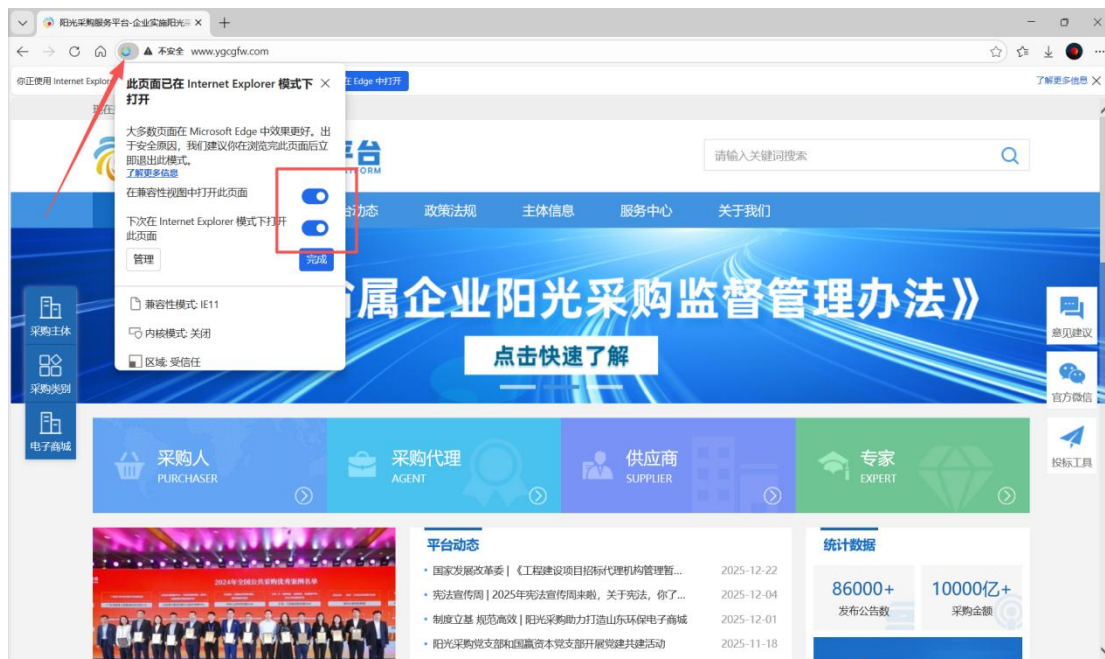 阳光采购服务平台-企业实施阳光采
不安全 www.ygcgfw.com
你正使用 Internet Explor
在 Edge 中打开
了解更多信息
此页面已在 Internet Explorer 模式下
打开
大多数页面在 Microsoft Edge 中效果更好。出
于安全原因，我们建议你在浏览完此页面后立
即退出此模式。
了解更多信息
在兼容性视图中打开此页面
下次在 Internet Explorer 模式下打开
此页面
管理
完成
兼容性模式: IE11
内核模式: 关闭
区域: 受信任
现在
平台
请输入关键词搜索
台动态
政策法规
主体信息
服务中心
关于我们
属企业阳光采购监督管理办法》
点击快速了解
采购主体
采购类别
电子商城
意见建议
官方微信
投标工具
采购人
PURCHASER
采购代理
AGENT
供应商
SUPPLIER
专家
EXPERT
2024年全国公共采购优秀案例名单
平台动态
• 国家发展改革委 | 《工程建设项目招标代理机构管理暂... 2025-12-22
• 宪法宣传周 | 2025年宪法宣传周来啦，关于宪法，你了... 2025-12-04
• 制度立基 规范高效 | 阳光采购助力打造山东环保电子商城 2025-12-01
• 阳光采购党支部和国赢资本党支部开展党建共建活动 2025-11-18
统计数据
86000+
发布公告数
10000亿+
采购金额